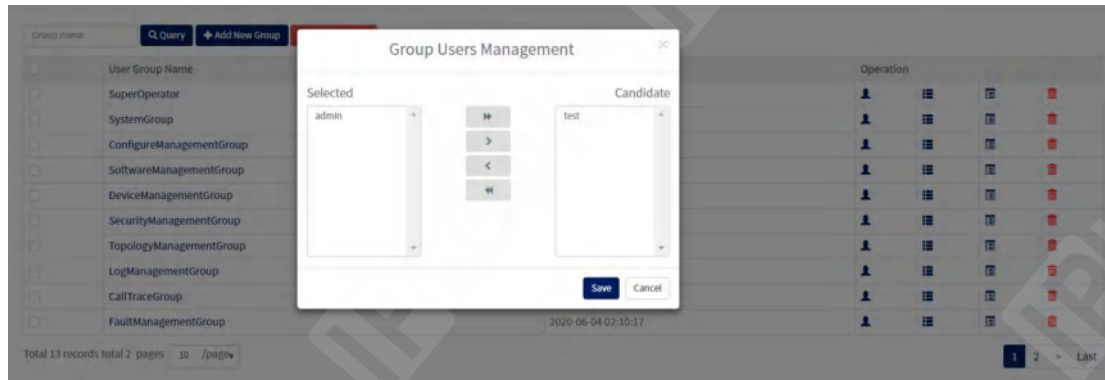 Group name
Query
Add New Group
Group Users Management
User Group Name
Operation
Selected
Candidate
SuperOperator
admin
test
SystemGroup
ConfigureManagementGroup
SoftwareManagementGroup
DeviceManagementGroup
SecurityManagementGroup
TopologyManagementGroup
LogManagementGroup
Save
Cancel
CallTraceGroup
FaultManagementGroup 2020-06-04 02:10:17
Total 13 records total 2 pages 10 /page 1 2 > Last